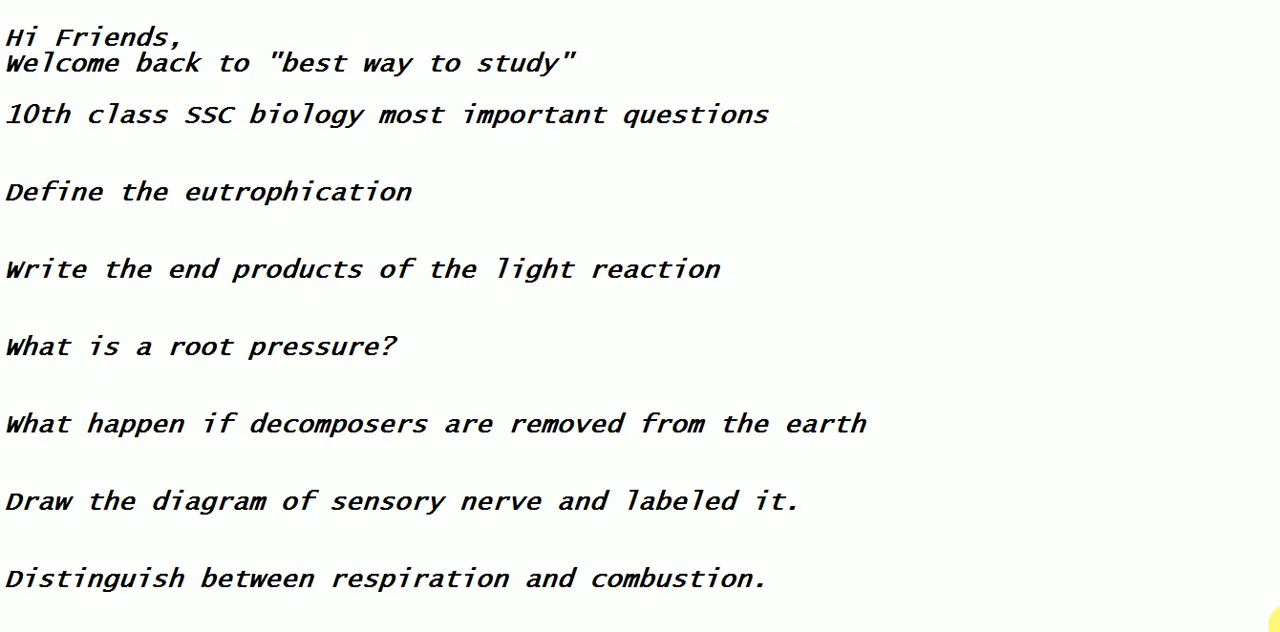 Hi Friends,
Welcome back to "best way to study"
10th class SSC biology most important questions
Define the eutrophication
Write the end products of the light reaction
What is a root pressure?
What happen if decomposers are removed from the earth
Draw the diagram of sensory nerve and labeled it.
Distinguish between respiration and combustion.